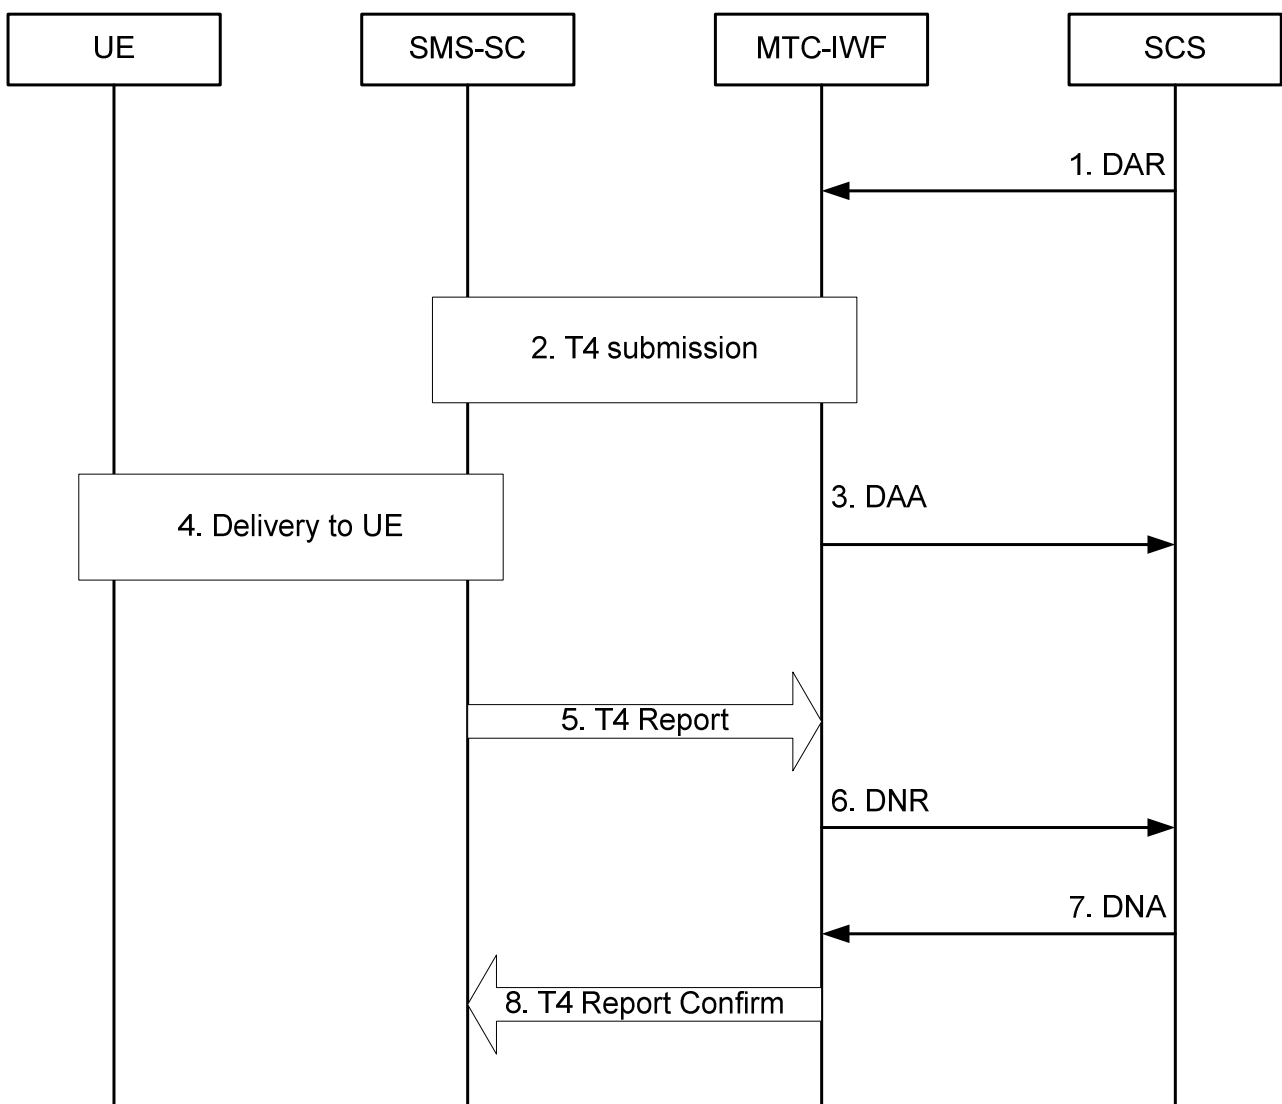 UE
SMS-SC
MTC-IWF
SCS
1. DAR
2. T4 submission
3. DAA
4. Delivery to UE
5. T4 Report
6. DNR
7. DNA
8. T4 Report Confirm